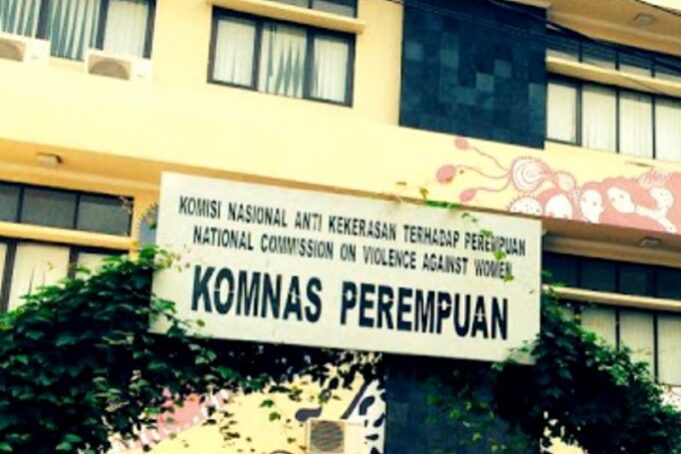 KOMISI NASIONAL ANTI KEKERASAN TERHADAP PEREMPUAN
NATIONAL COMMISSION ON VIOLENCE AGAINST WOMEN
KOMNAS PEREMPUAN